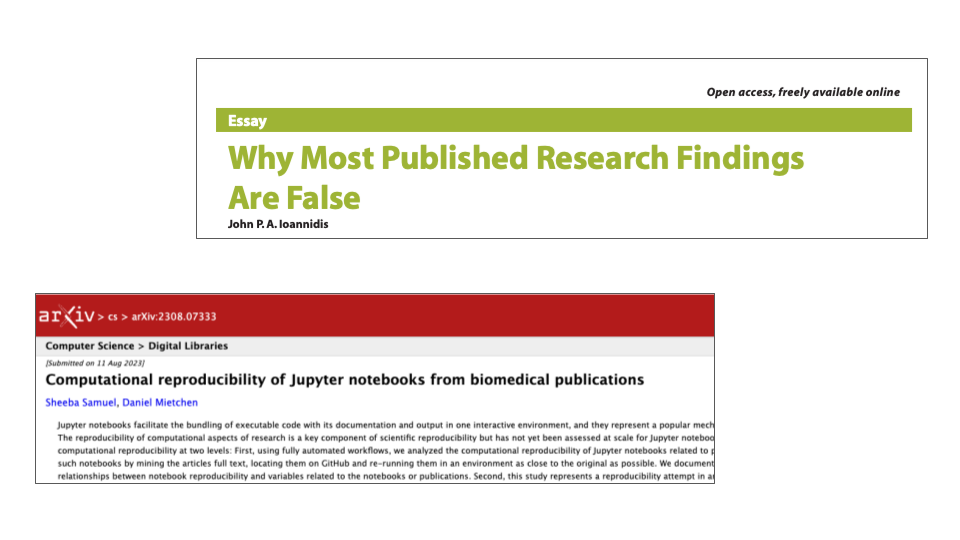 Open access, freely available online
Essay
Why Most Published Research Findings
Are False
John P. A. Ioannidis
arXiv > cs > arXiv:2308.07333
Computer Science > Digital Libraries
[Submitted on 11 Aug 2023]
Computational reproducibility of Jupyter notebooks from biomedical publications
Sheeba Samuel, Daniel Mietchen
Jupyter notebooks facilitate the bundling of executable code with its documentation and output in one interactive environment, and they represent a popular mech
The reproducibility of computational aspects of research is a key component of scientific reproducibility but has not yet been assessed at scale for Jupyter noteboo
computational reproducibility at two levels: First, using fully automated workflows, we analyzed the computational reproducibility of Jupyter notebooks related to p
such notebooks by mining the articles full text, locating them on GitHub and re-running them in an environment as close to the original as possible. We document
relationships between notebook reproducibility and variables related to the notebooks or publications. Second, this study represents a reproducibility attempt in a